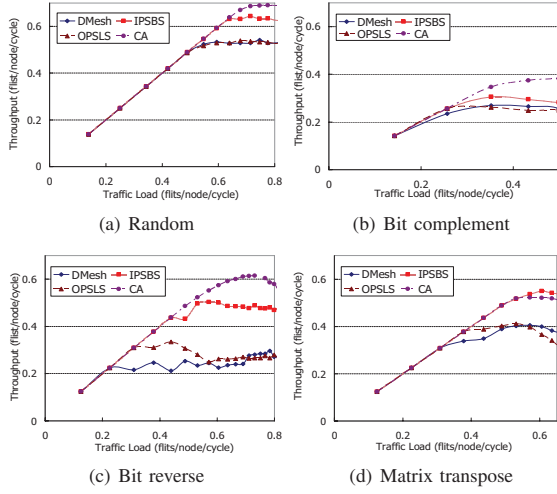 DMesh IPSBS
OPSLS CA
Throughput (flist/node/cycle)
0.6
0.4
0.2
0
0 0.2 0.4 0.6 0.8
Traffic Load (flits/node/cycle)
(a) Random
DMesh IPSBS
OPSLS CA
Throughput (flist/node/cycle)
0.6
0.4
0.2
0
0 0.2 0.4
Traffic Load (flits/node/cycle)
(b) Bit complement
DMesh IPSBS
OPSLS CA
Throughput (flist/node/cycle)
0.6
0.4
0.2
0
0 0.2 0.4 0.6 0.8
Traffic Load (flits/node/cycle)
(c) Bit reverse
DMesh IPSBS
OPSLS CA
Throughput (flist/node/cycle)
0.6
0.4
0.2
0
0 0.2 0.4 0.6
Traffic Load (flits/node/cycle)
(d) Matrix transpose